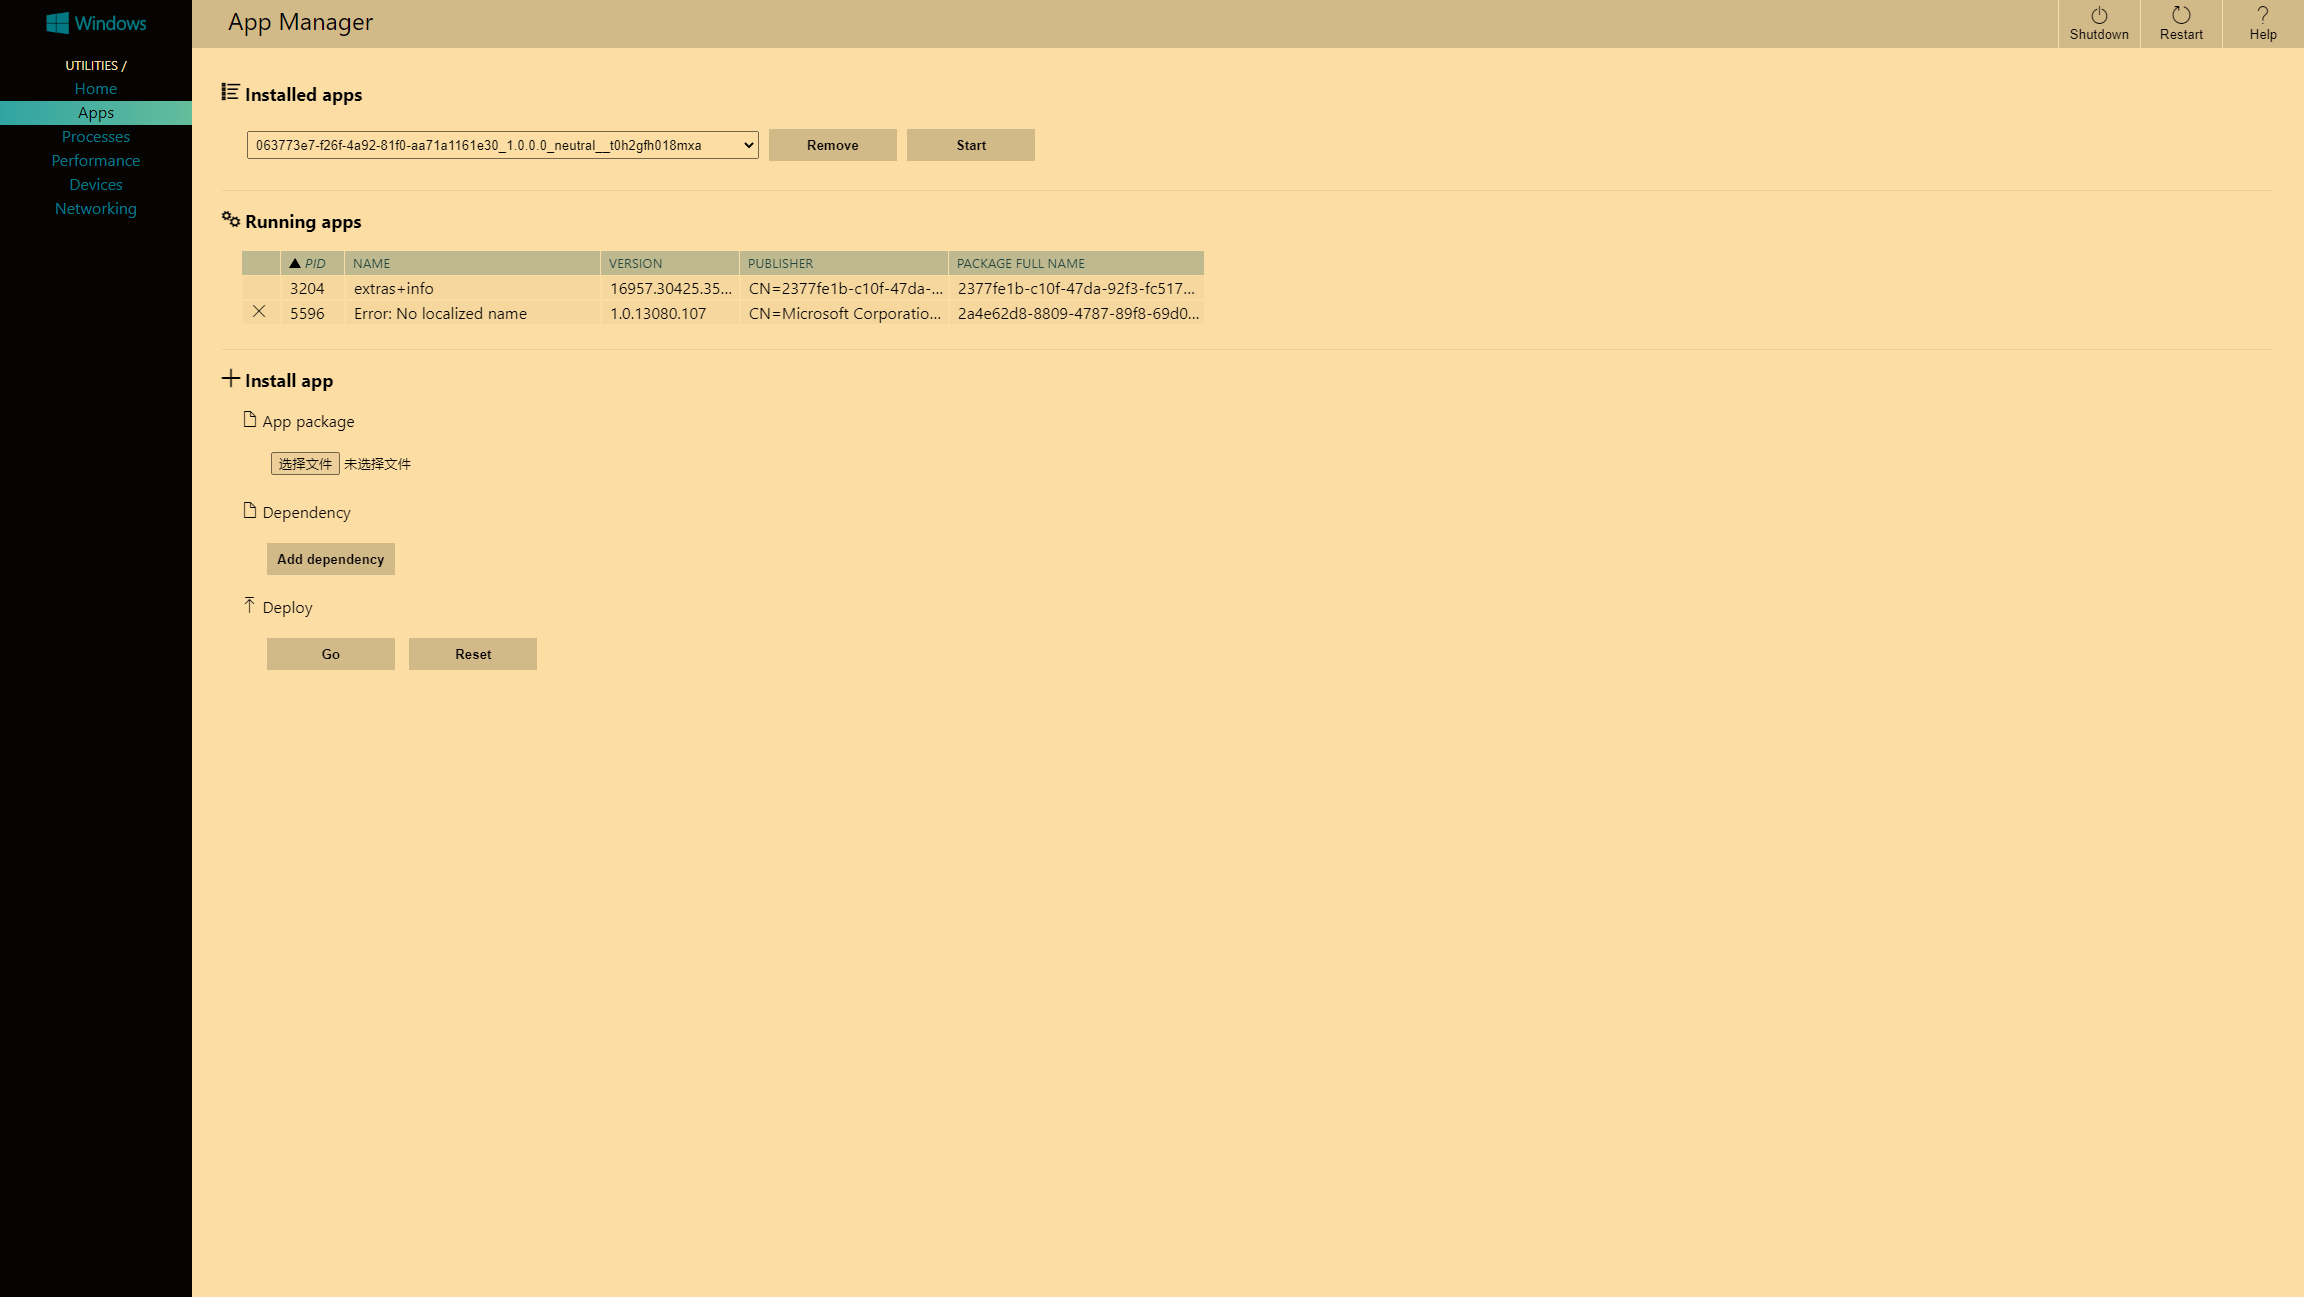 Windows
App Manager
Shutdown
Restart
Help
UTILITIES /
Home
Apps
Processes
Performance
Devices
Networking
Installed apps
063773e7-f26f-4a92-81f0-aa71a1161e30_1.0.0.0_neutral__t0h2gfh018mxa
Remove
Start
Running apps
PID NAME VERSION PUBLISHER PACKAGE FULL NAME
3204 extras+info 16957.30425.35... CN=2377fe1b-c10f-47da-... 2377fe1b-c10f-47da-92f3-fc517...
5596 Error: No localized name 1.0.13080.107 CN=Microsoft Corporatio... 2a4e62d8-8809-4787-89f8-69d0...
Install app
App package
选择文件 未选择文件
Dependency
Add dependency
Deploy
Go
Reset